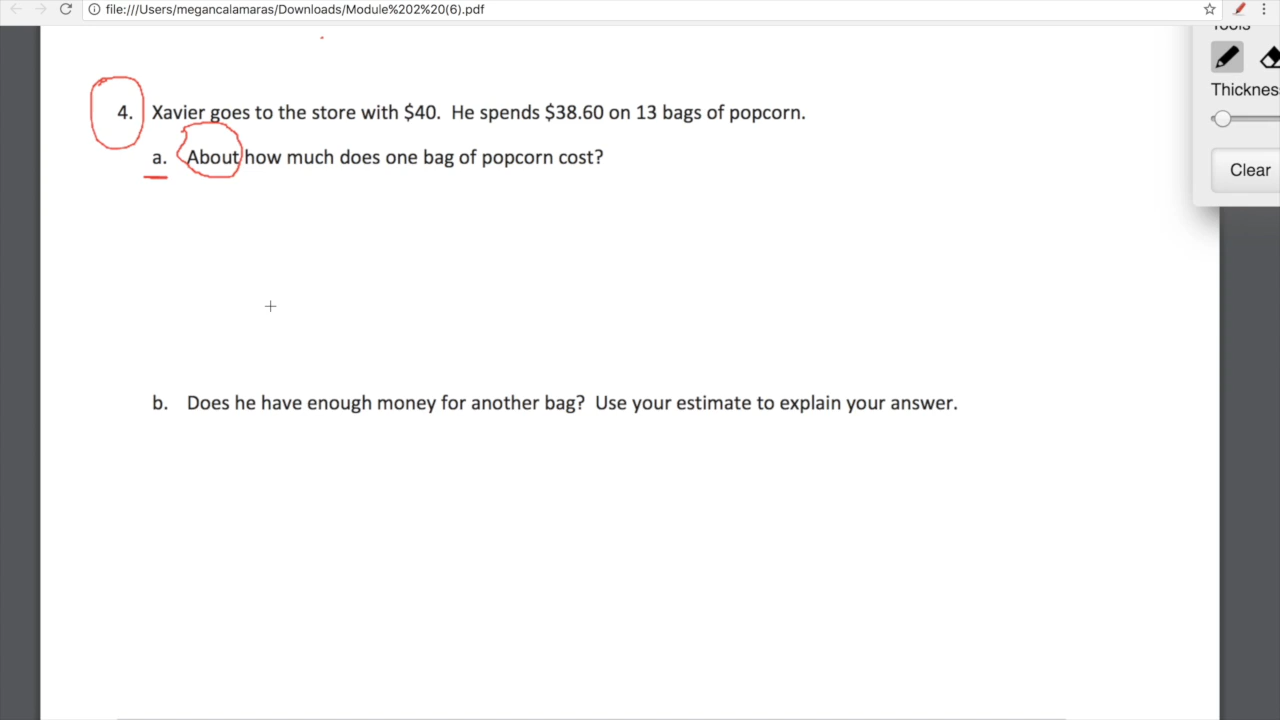 file:///Users/megancalamaras/Downloads/Module%202%20(6).pdf
Tools
4. Xavier goes to the store with $40. He spends $38.60 on 13 bags of popcorn.
Thicknes
a. About how much does one bag of popcorn cost?
Clear
b. Does he have enough money for another bag? Use your estimate to explain your answer.